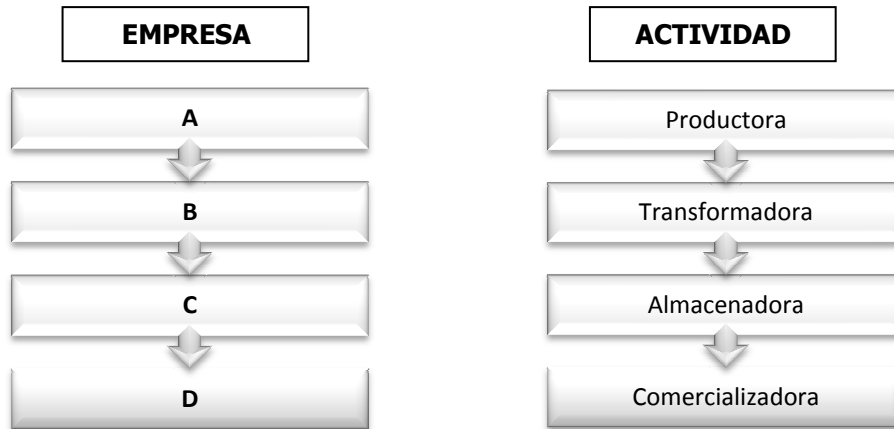 EMPRESA
ACTIVIDAD
A
Productora
B
Transformadora
C
Almacenadora
D
Comercializadora